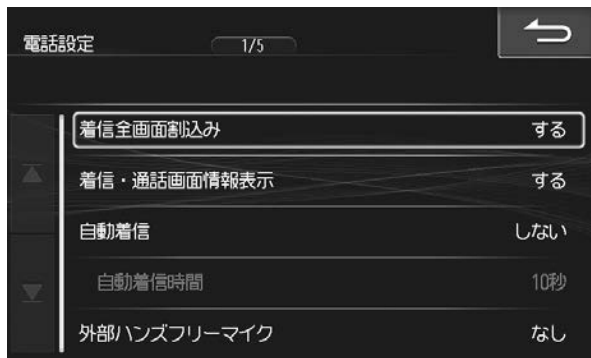 電話設定 1/5
着信全画面割込み する
着信・通話画面情報表示 する
自動着信 しない
自動着信時間 10秒
外部ハンズフリーマイク なし